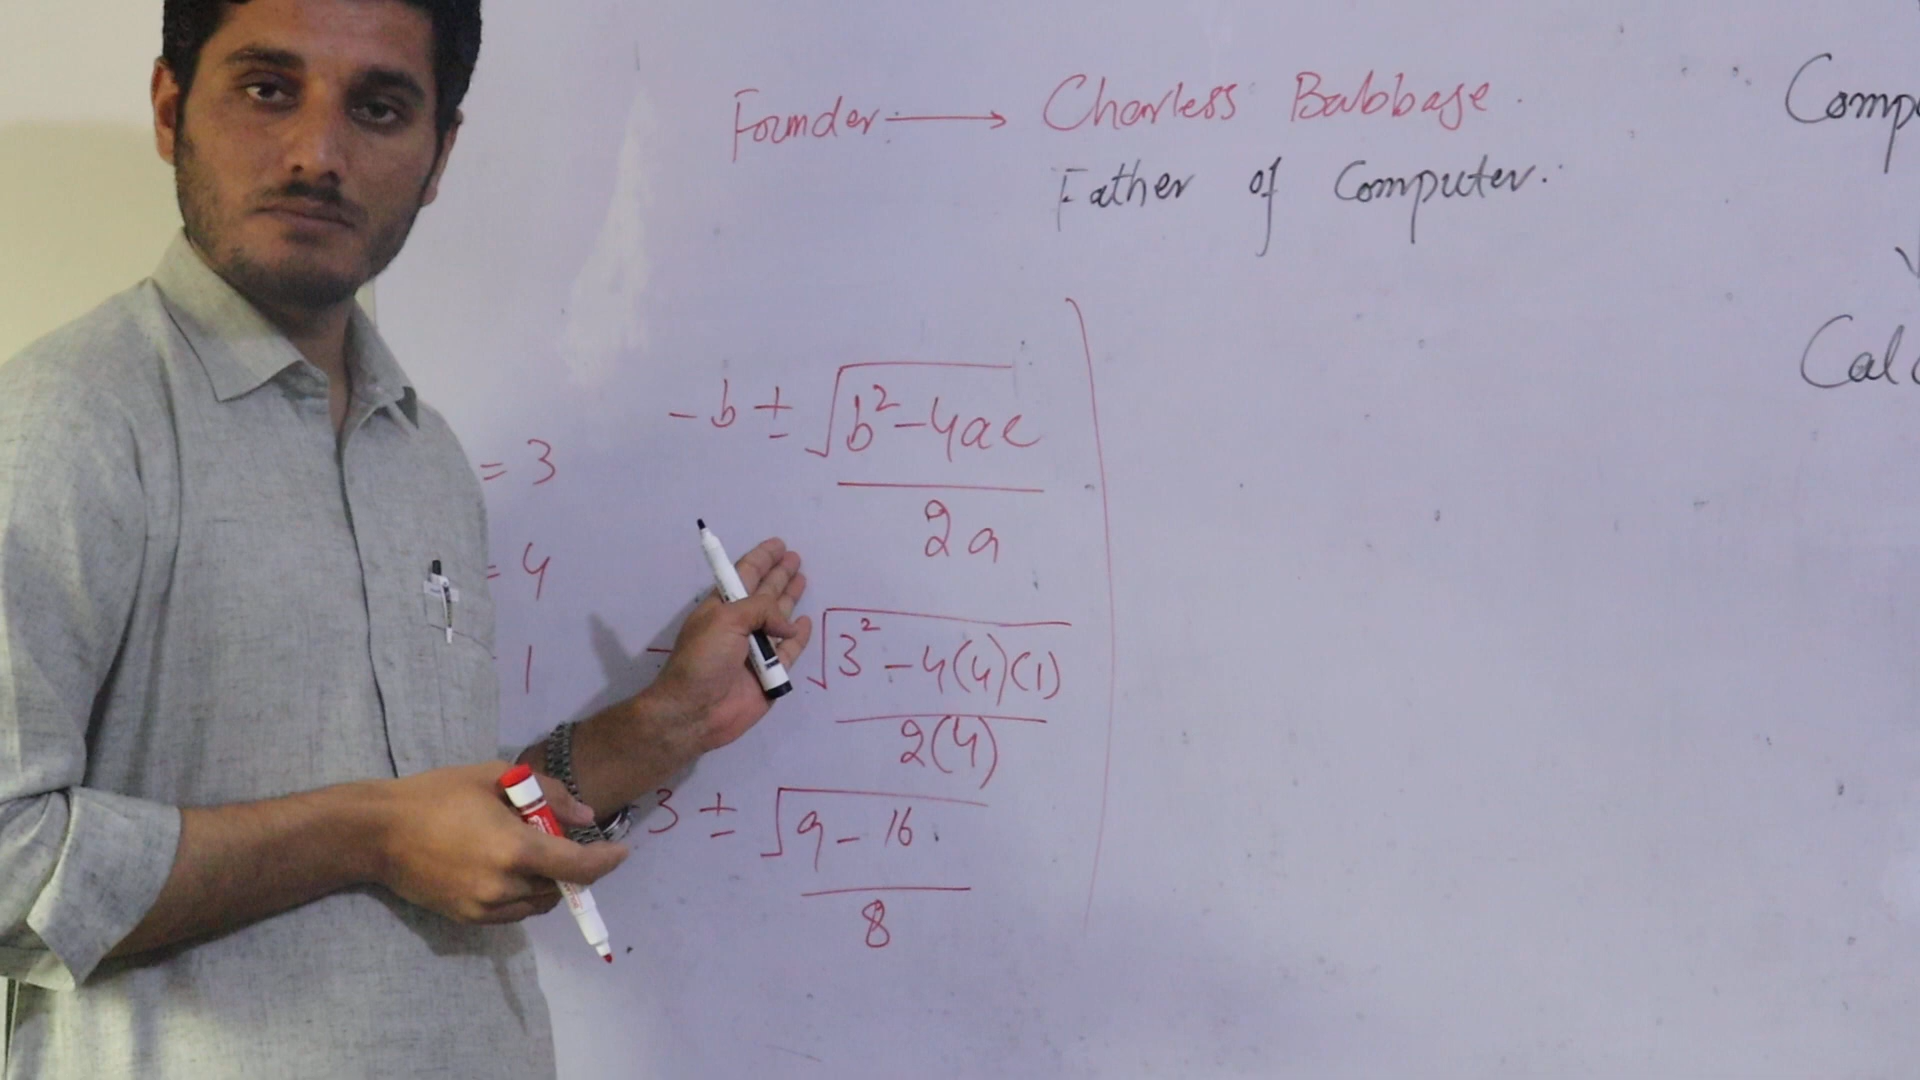 Founder → Charless Babbage.
Father of Computer.
Comp
Calc
-b ± √b²-4ac
2a
= 3
= 4
1
√3²-4(4)(1)
2(4)
3 ± √9-16.
8